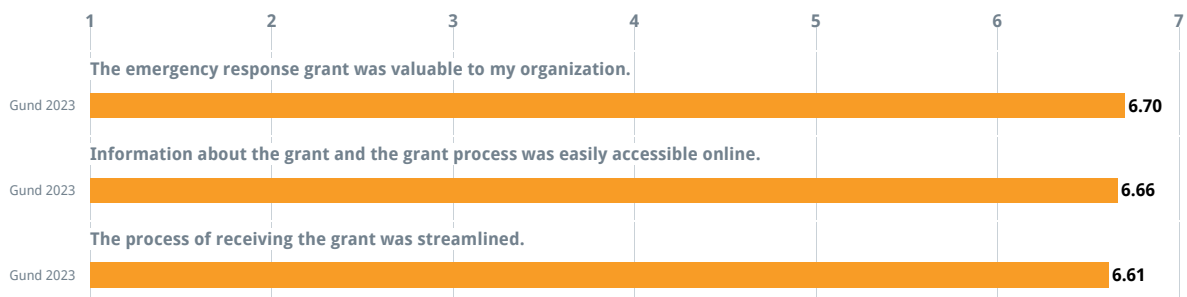 1 2 3 4 5 6 7
The emergency response grant was valuable to my organization.
Gund 2023 6.70
Information about the grant and the grant process was easily accessible online.
Gund 2023 6.66
The process of receiving the grant was streamlined.
Gund 2023 6.61